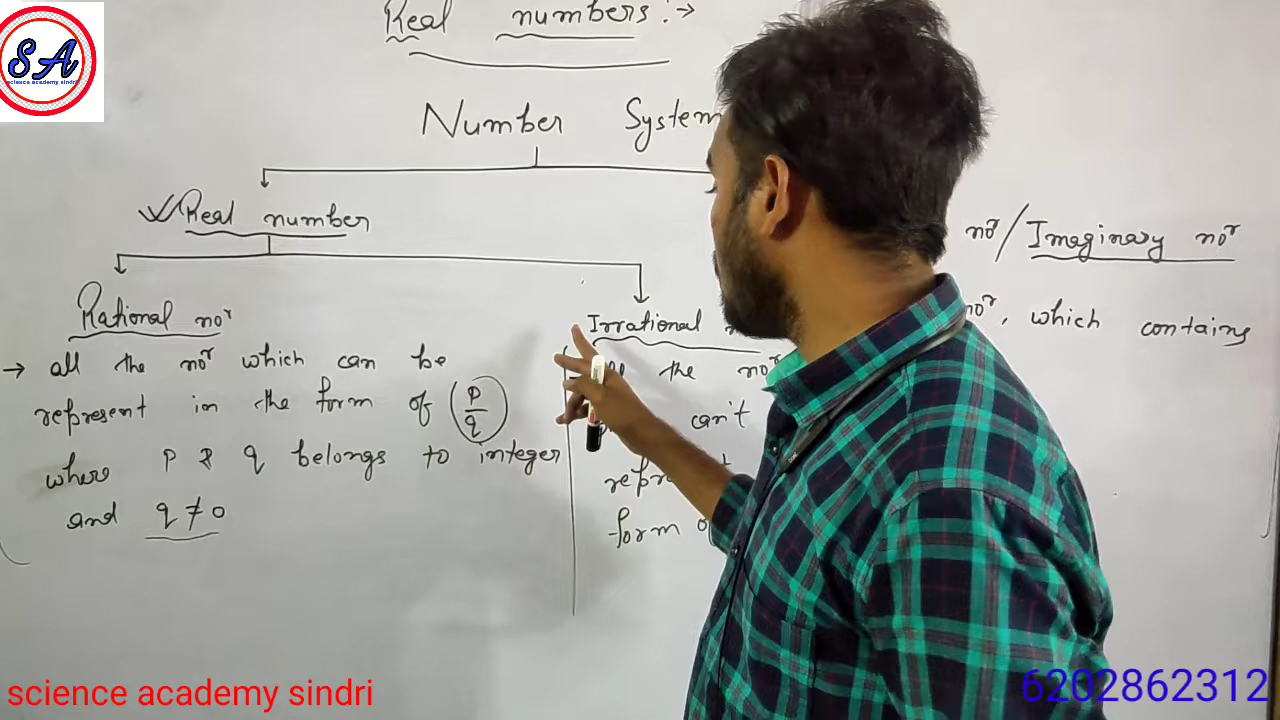 SA
science academy sindri
Real numbers :→
Number System
Real number
no^r / Imaginary no^r
Rational no^r
Irrational
no^r, which contains
→ all the no^r which can be
represent in the form of (p/q)
where p & q belongs to integer
and q ≠ 0
the no^r
can't
form
science academy sindri
6202862312